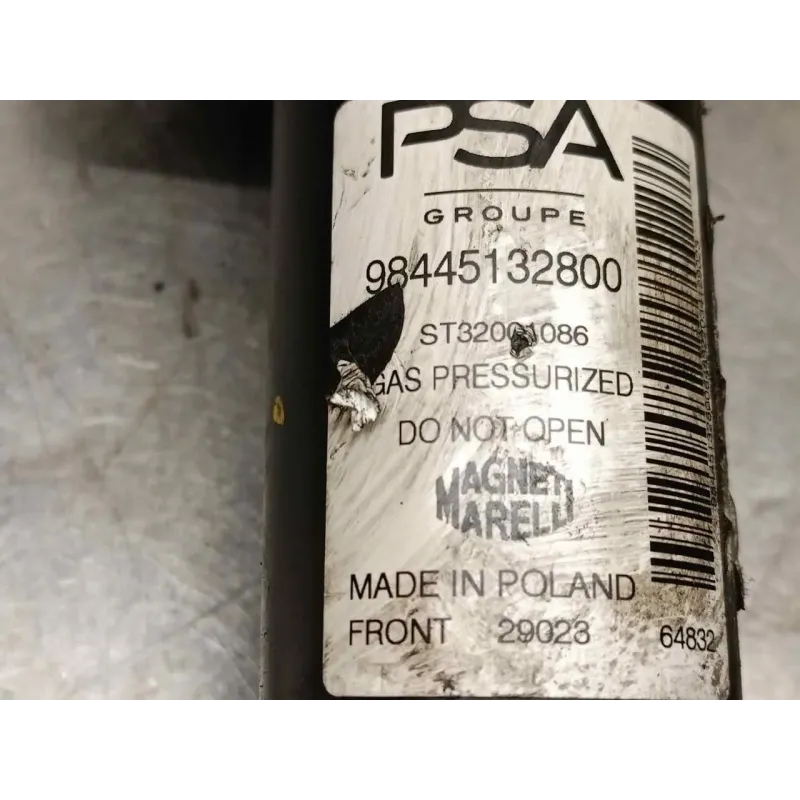 PSA
GROUPE
98445132800
GAS PRESSURIZED
DO NOT OPEN
MAGNETI
MARELLI
MADE IN POLAND
FRONT 29023 64832